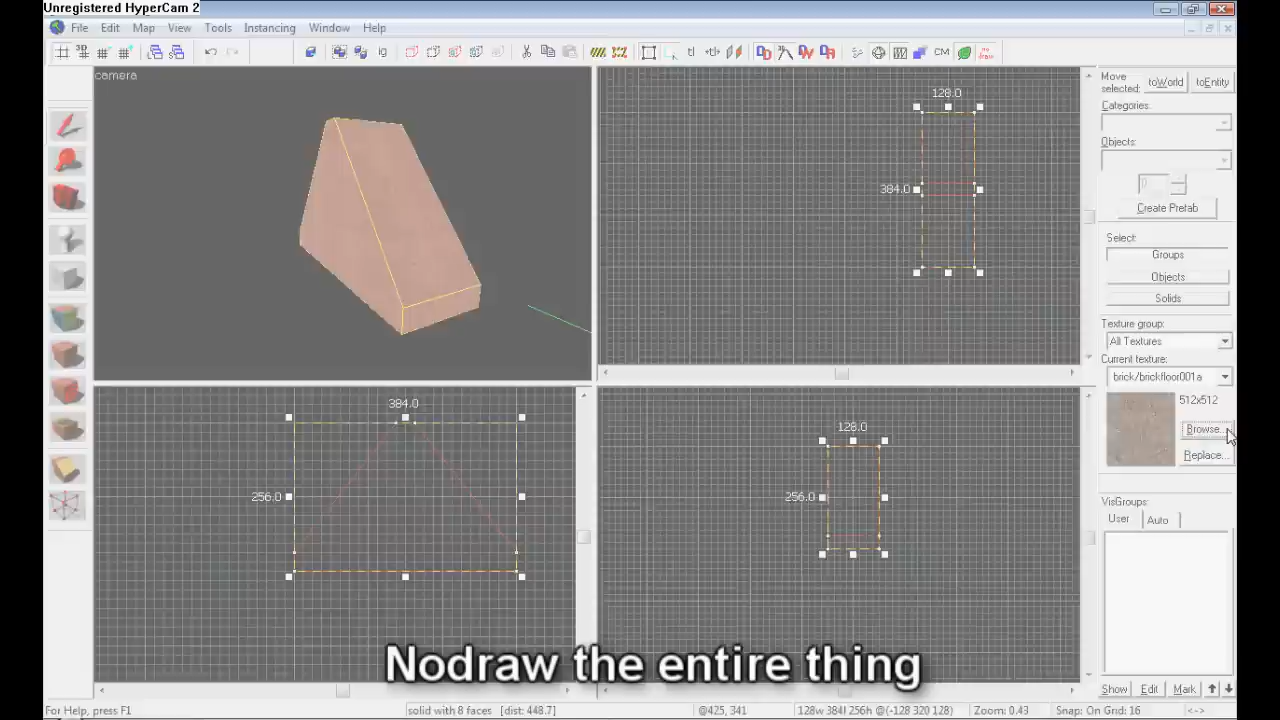 Unregistered HyperCam 2
File Edit Map View Tools Instancing Window Help
CM
camera
128.0
384.0
384.0
256.0
128.0
256.0
Move selected: toWorld toEntity
Categories:
Objects:
0
Create Prefab
Select:
Groups
Objects
Solids
Texture group:
All Textures
Current texture:
brick/brickfloor001a
512x512
Browse...
Replace...
VisGroups:
User Auto
Show Edit Mark
Nodraw the entire thing
For Help, press F1 solid with 8 faces [dist: 448.7] @425, 341 128w 384l 256h @(-128 320 128) Zoom: 0.43 Snap: On Grid: 16 <->